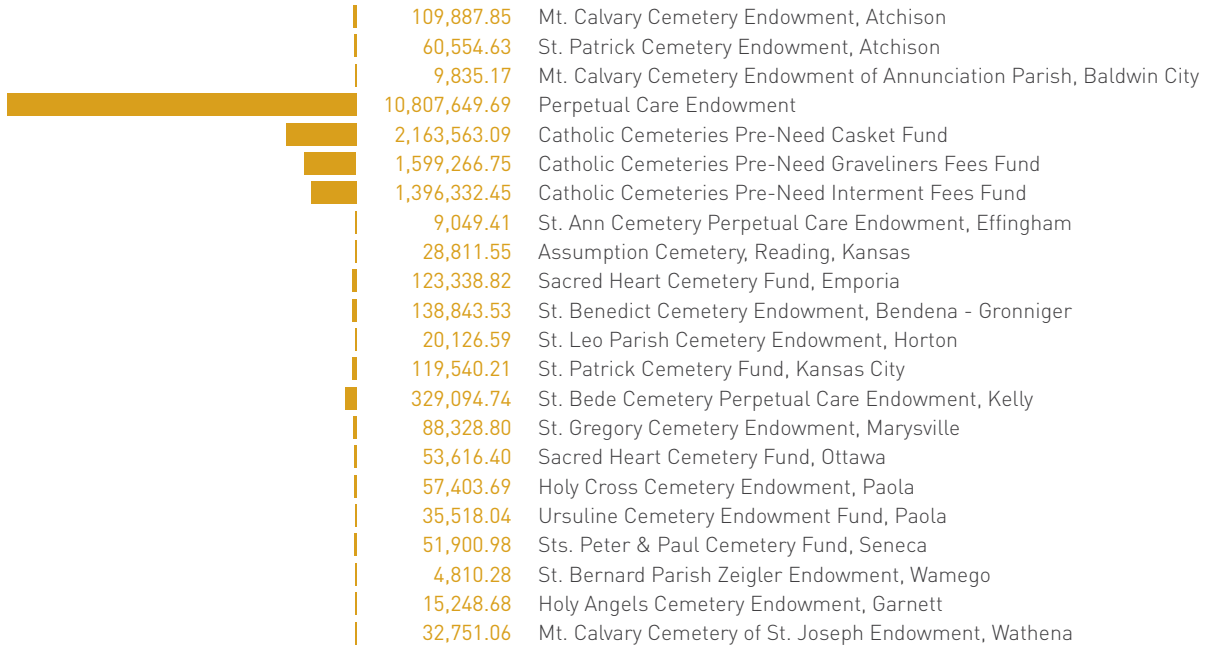 109,887.85 Mt. Calvary Cemetery Endowment, Atchison
60,554.63 St. Patrick Cemetery Endowment, Atchison
9,835.17 Mt. Calvary Cemetery Endowment of Annunciation Parish, Baldwin City
10,807,649.69 Perpetual Care Endowment
2,163,563.09 Catholic Cemeteries Pre-Need Casket Fund
1,599,266.75 Catholic Cemeteries Pre-Need Graveliners Fees Fund
1,396,332.45 Catholic Cemeteries Pre-Need Interment Fees Fund
9,049.41 St. Ann Cemetery Perpetual Care Endowment, Effingham
28,811.55 Assumption Cemetery, Reading, Kansas
123,338.82 Sacred Heart Cemetery Fund, Emporia
138,843.53 St. Benedict Cemetery Endowment, Bendena - Gronniger
20,126.59 St. Leo Parish Cemetery Endowment, Horton
119,540.21 St. Patrick Cemetery Fund, Kansas City
329,094.74 St. Bede Cemetery Perpetual Care Endowment, Kelly
88,328.80 St. Gregory Cemetery Endowment, Marysville
53,616.40 Sacred Heart Cemetery Fund, Ottawa
57,403.69 Holy Cross Cemetery Endowment, Paola
35,518.04 Ursuline Cemetery Endowment Fund, Paola
51,900.98 Sts. Peter & Paul Cemetery Fund, Seneca
4,810.28 St. Bernard Parish Zeigler Endowment, Wamego
15,248.68 Holy Angels Cemetery Endowment, Garnett
32,751.06 Mt. Calvary Cemetery of St. Joseph Endowment, Wathena